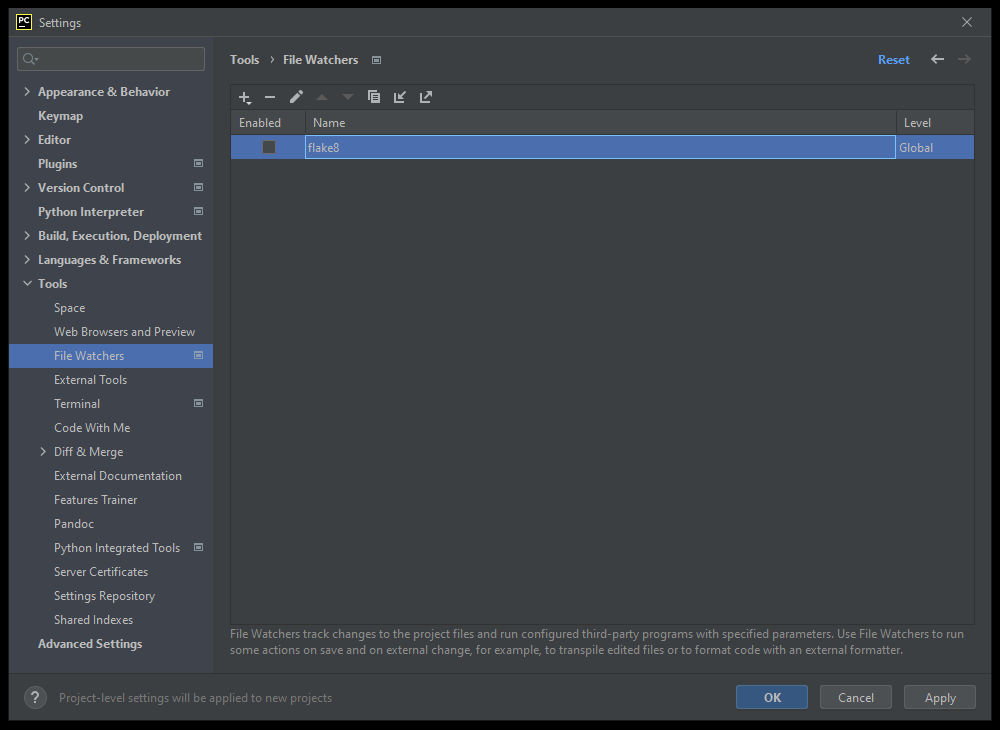 PC Settings
Tools › File Watchers Reset
Appearance & Behavior
Keymap
Editor
Plugins
Version Control
Python Interpreter
Build, Execution, Deployment
Languages & Frameworks
Tools
Space
Web Browsers and Preview
File Watchers
External Tools
Terminal
Code With Me
Diff & Merge
External Documentation
Features Trainer
Pandoc
Python Integrated Tools
Server Certificates
Settings Repository
Shared Indexes
Advanced Settings
Enabled Name Level
flake8 Global
File Watchers track changes to the project files and run configured third-party programs with specified parameters. Use File Watchers to run
some actions on save and on external change, for example, to transpile edited files or to format code with an external formatter.
? Project-level settings will be applied to new projects
OK Cancel Apply